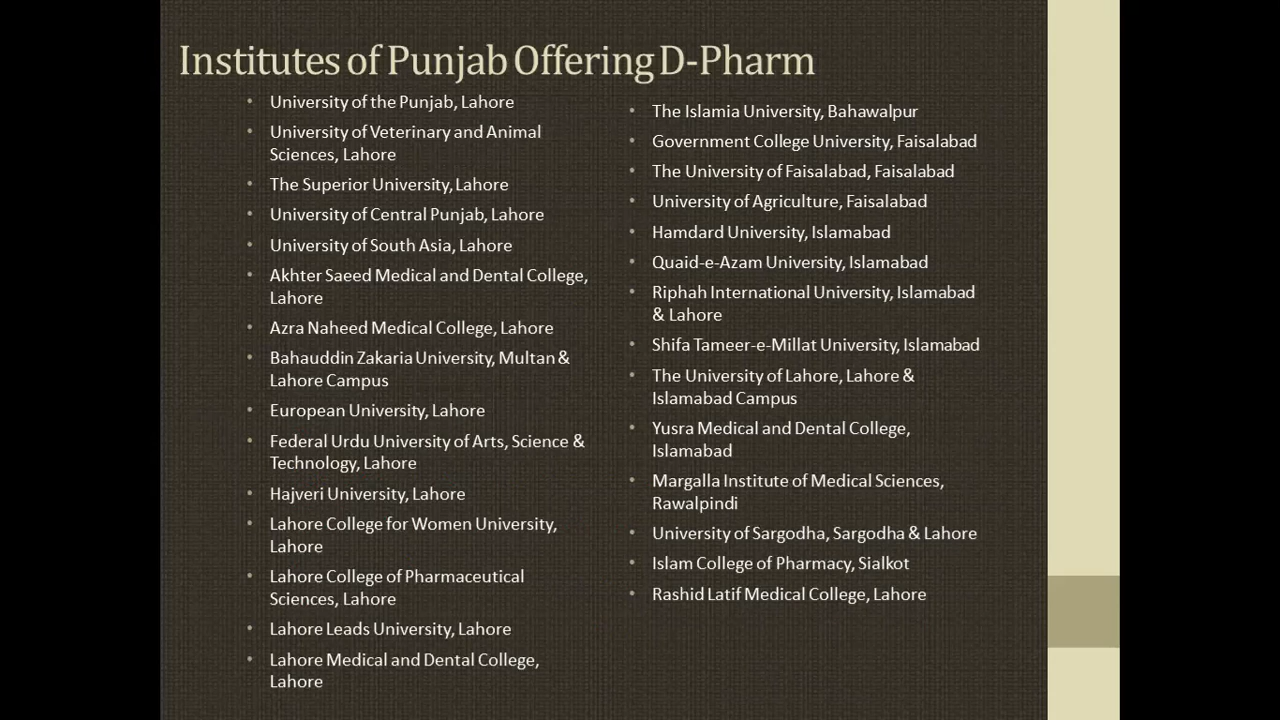 Institutes of Punjab Offering D-Pharm
• University of the Punjab, Lahore
• University of Veterinary and Animal
Sciences, Lahore
• The Superior University, Lahore
• University of Central Punjab, Lahore
• University of South Asia, Lahore
• Akhter Saeed Medical and Dental College,
Lahore
• Azra Naheed Medical College, Lahore
• Bahauddin Zakaria University, Multan &
Lahore Campus
• European University, Lahore
• Federal Urdu University of Arts, Science &
Technology, Lahore
• Hajveri University, Lahore
• Lahore College for Women University,
Lahore
• Lahore College of Pharmaceutical
Sciences, Lahore
• Lahore Leads University, Lahore
• Lahore Medical and Dental College,
Lahore
• The Islamia University, Bahawalpur
• Government College University, Faisalabad
• The University of Faisalabad, Faisalabad
• University of Agriculture, Faisalabad
• Hamdard University, Islamabad
• Quaid-e-Azam University, Islamabad
• Riphah International University, Islamabad
& Lahore
• Shifa Tameer-e-Millat University, Islamabad
• The University of Lahore, Lahore &
Islamabad Campus
• Yusra Medical and Dental College,
Islamabad
• Margalla Institute of Medical Sciences,
Rawalpindi
• University of Sargodha, Sargodha & Lahore
• Islam College of Pharmacy, Sialkot
• Rashid Latif Medical College, Lahore